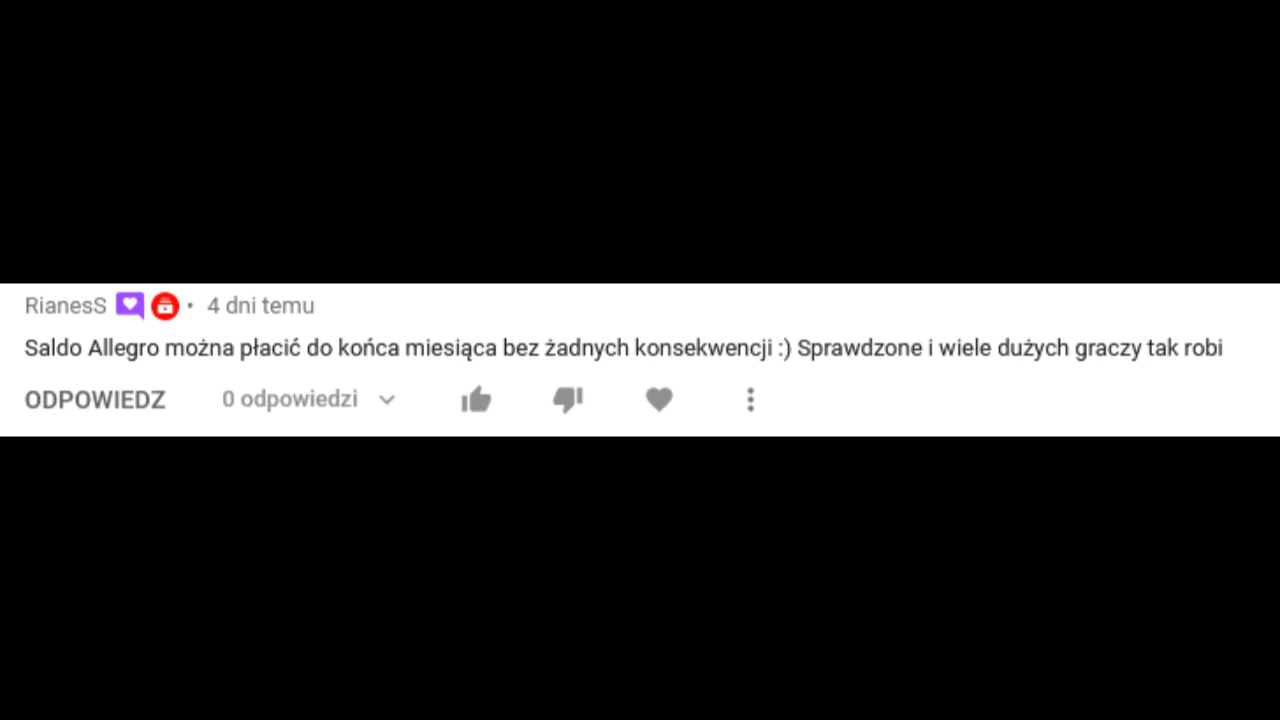 RianesS • 4 dni temu
Saldo Allegro można płacić do końca miesiąca bez żadnych konsekwencji :) Sprawdzone i wiele dużych graczy tak robi
ODPOWIEDZ 0 odpowiedzi